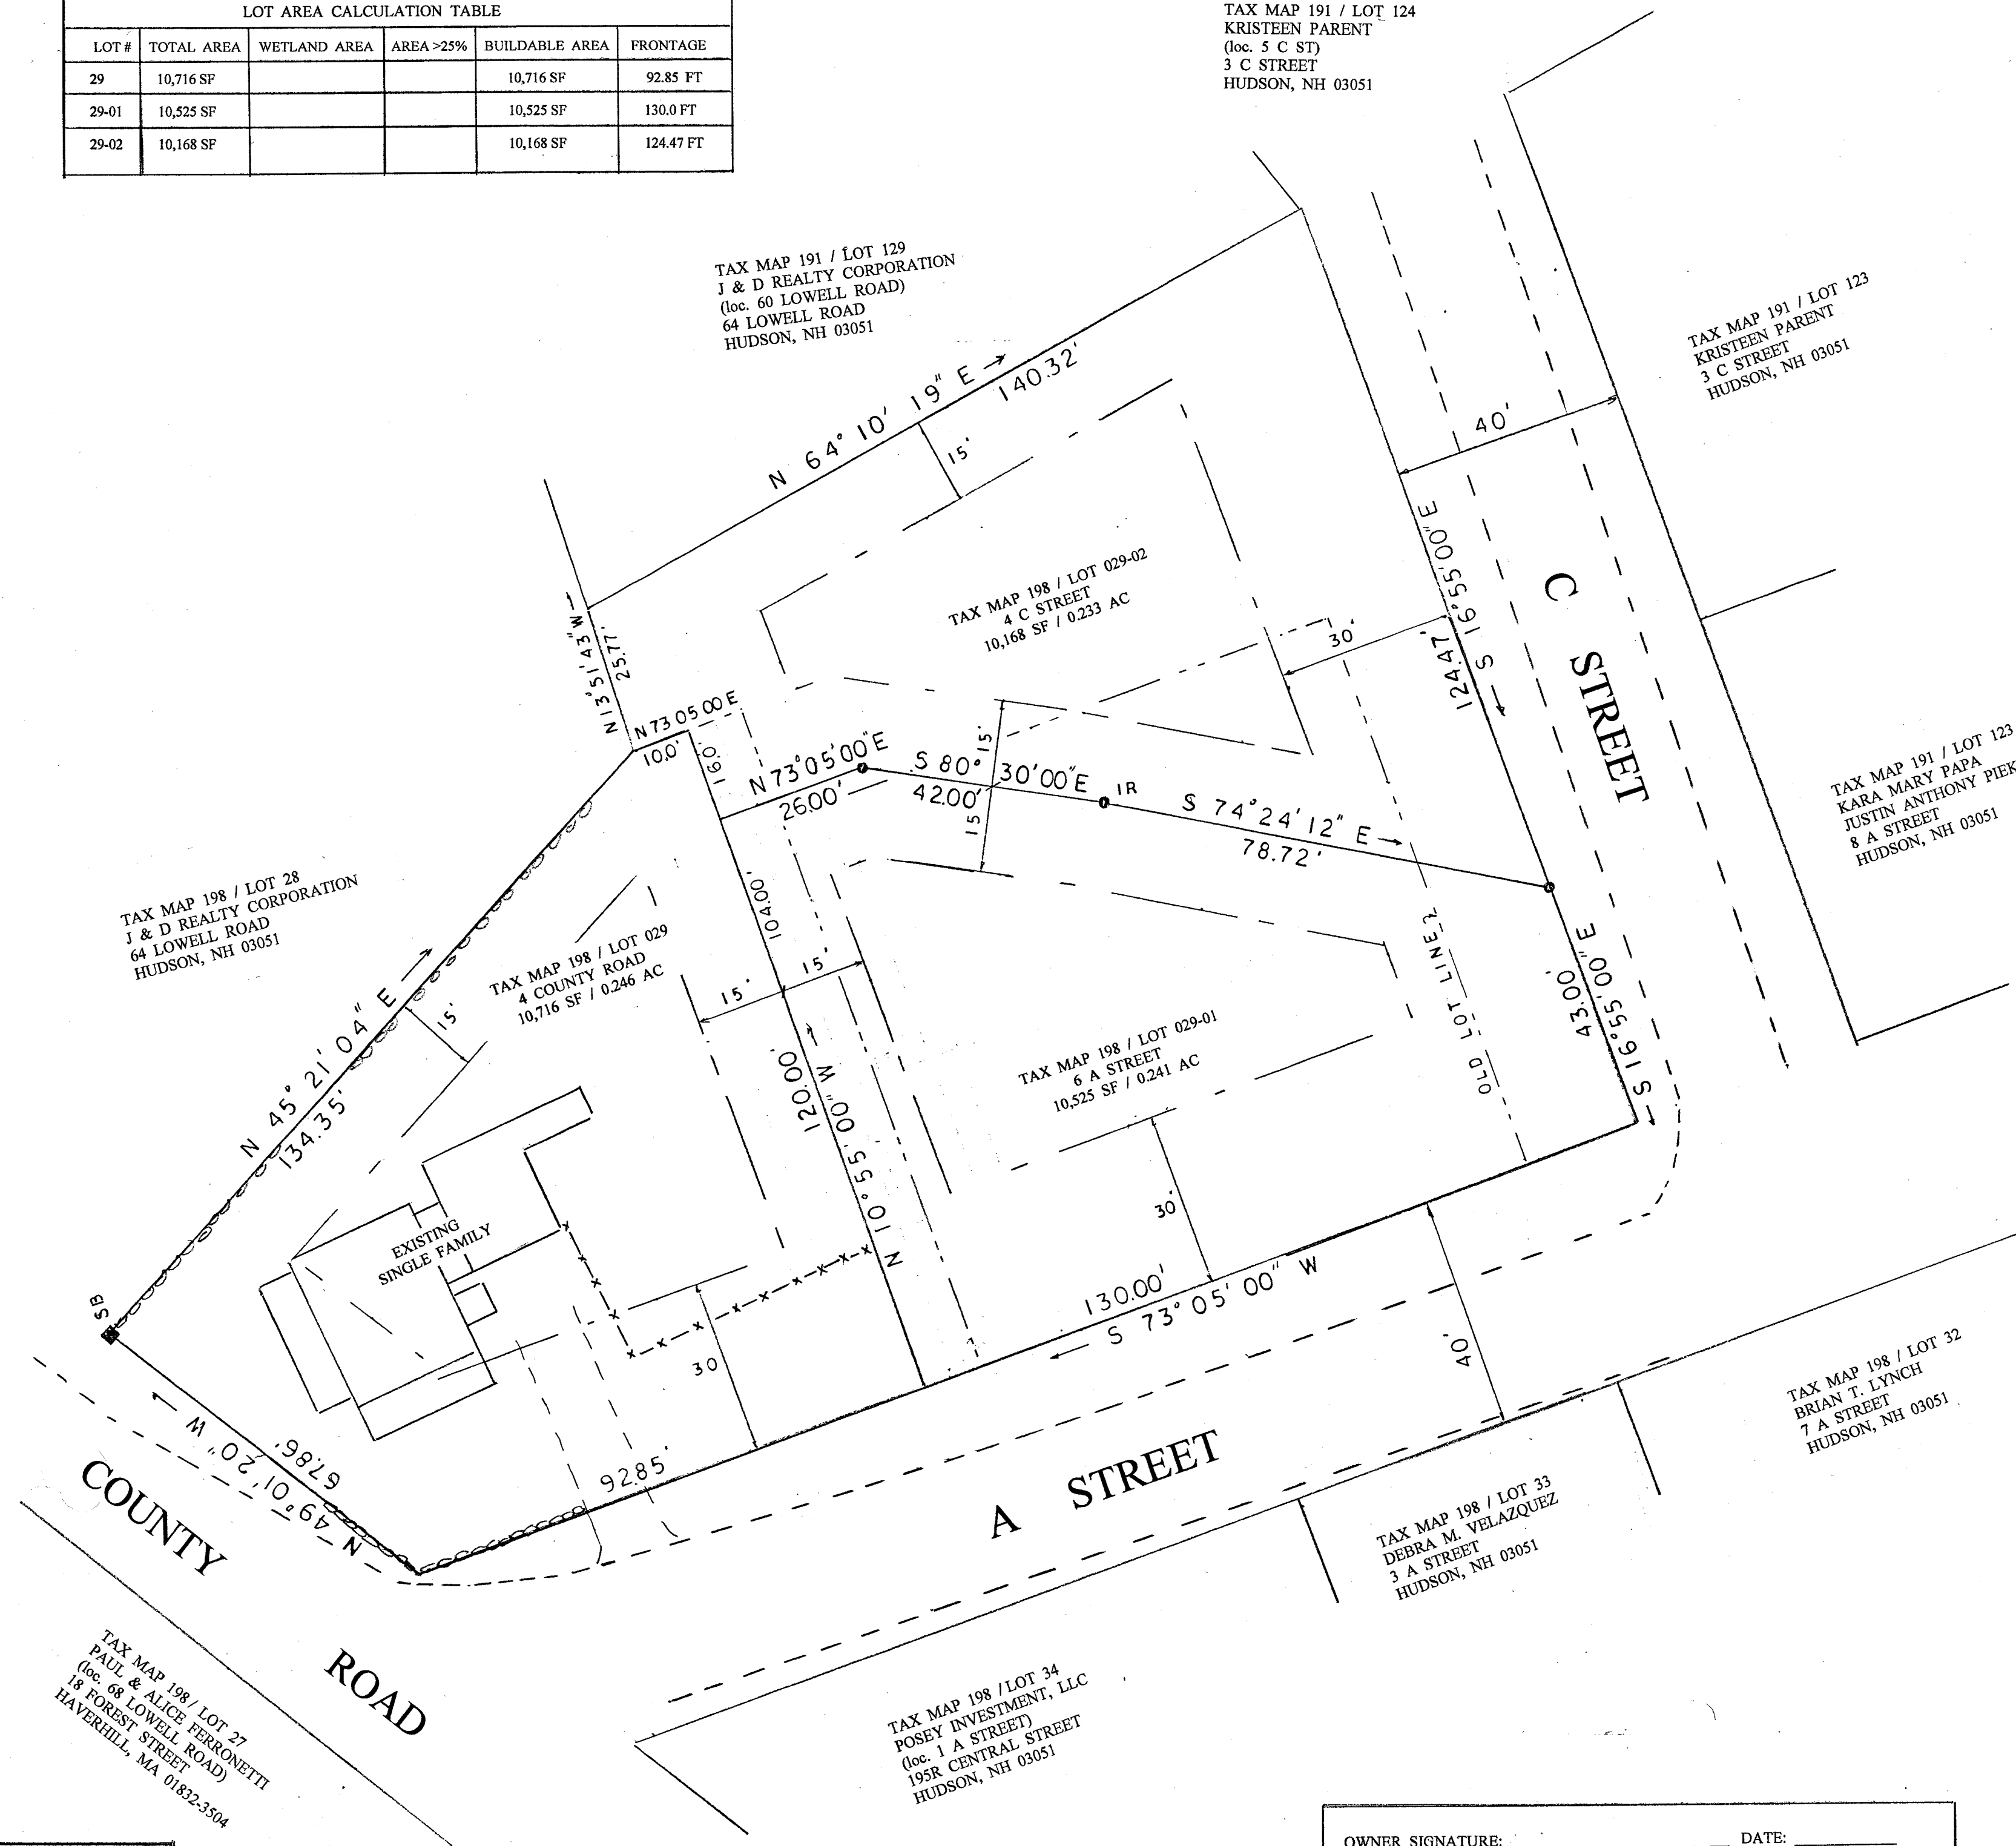 LOT AREA CALCULATION TABLE
LOT # TOTAL AREA WETLAND AREA AREA >25% BUILDABLE AREA FRONTAGE
29 10,716 SF 10,716 SF 92.85 FT
29-01 10,525 SF 10,525 SF 130.0 FT
29-02 10,168 SF 10,168 SF 124.47 FT
TAX MAP 191 / LOT 124
KRISTEEN PARENT
(loc. 5 C ST)
3 C STREET
HUDSON, NH 03051
TAX MAP 191 / LOT 129
J & D REALTY CORPORATION
(loc. 60 LOWELL ROAD)
64 LOWELL ROAD
HUDSON, NH 03051
TAX MAP 191 / LOT 123
KRISTEEN PARENT
3 C STREET
HUDSON, NH 03051
N 64° 10' 19" E
140.32'
15'
40'
TAX MAP 198 / LOT 029-02
4 C STREET
10,168 SF / 0.233 AC
S 16°55'00"E
124.47'
30'
C STREET
N13°51'43"W
25.77'
N 73 05 00 E
10.0'
16.0'
N 73°05'00"E
26.00'
S 80° 30'00"E
42.00'
15'
15'
IR
S 74°24'12" E
78.72'
TAX MAP 191 / LOT 123
KARA MARY PAPA
JUSTIN ANTHONY PIEK
8 A STREET
HUDSON, NH 03051
TAX MAP 198 / LOT 28
J & D REALTY CORPORATION
64 LOWELL ROAD
HUDSON, NH 03051
TAX MAP 198 / LOT 029
4 COUNTY ROAD
10,716 SF / 0.246 AC
104.00'
15'
15'
OLD LOT LINE
43.00'
S 16°55'00" E
N 45° 21' 04" E
134.35'
15'
120.00'
N 10°55'00" W
TAX MAP 198 / LOT 029-01
6 A STREET
10,525 SF / 0.241 AC
EXISTING
SINGLE FAMILY
30'
SB
130.00'
S 73° 05' 00" W
40'
30
N 49°01'20" W
67.86'
92.85'
A STREET
COUNTY ROAD
TAX MAP 198 / LOT 32
BRIAN T. LYNCH
7 A STREET
HUDSON, NH 03051
TAX MAP 198 / LOT 33
DEBRA M. VELAZQUEZ
3 A STREET
HUDSON, NH 03051
TAX MAP 198 / LOT 34
POSEY INVESTMENT, LLC
(loc. 1 A STREET)
195R CENTRAL STREET
HUDSON, NH 03051
TAX MAP 198 / LOT 27
PAUL & ALICE FERRONETTI
(loc. 68 LOWELL ROAD)
18 FOREST STREET
HAVERHILL, MA 01832-3504
OWNER SIGNATURE: DATE: